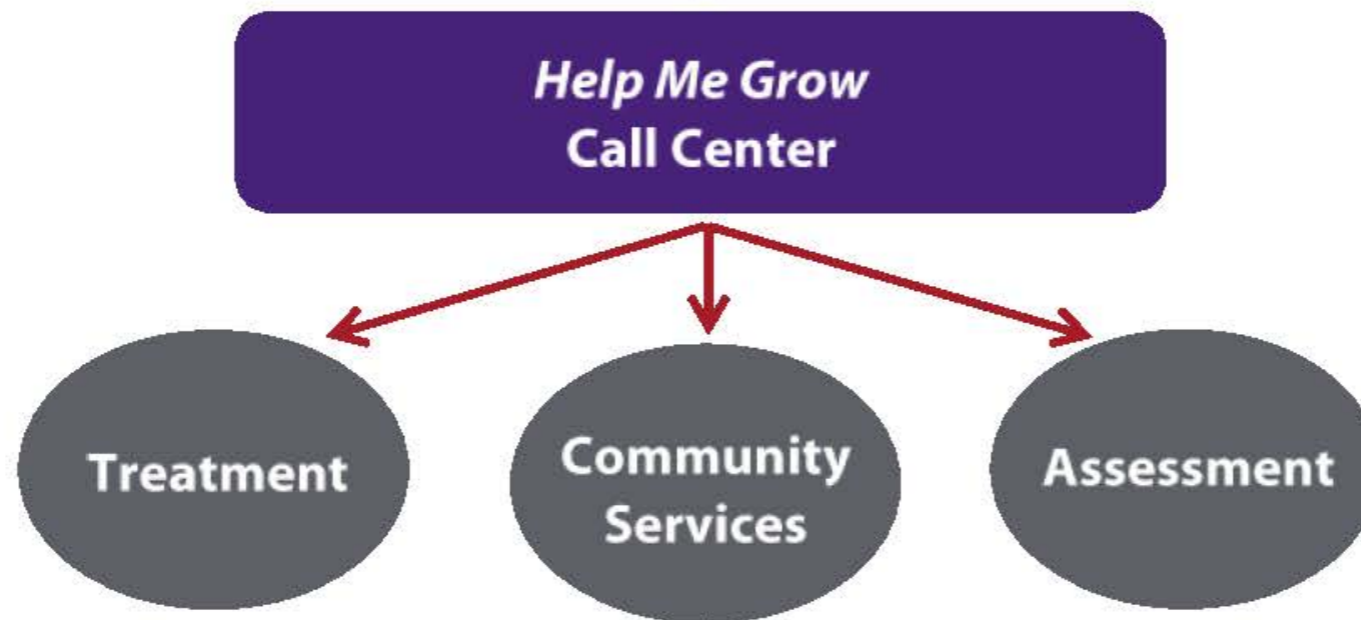 Help Me Grow
Call Center
Treatment
Community
Services
Assessment